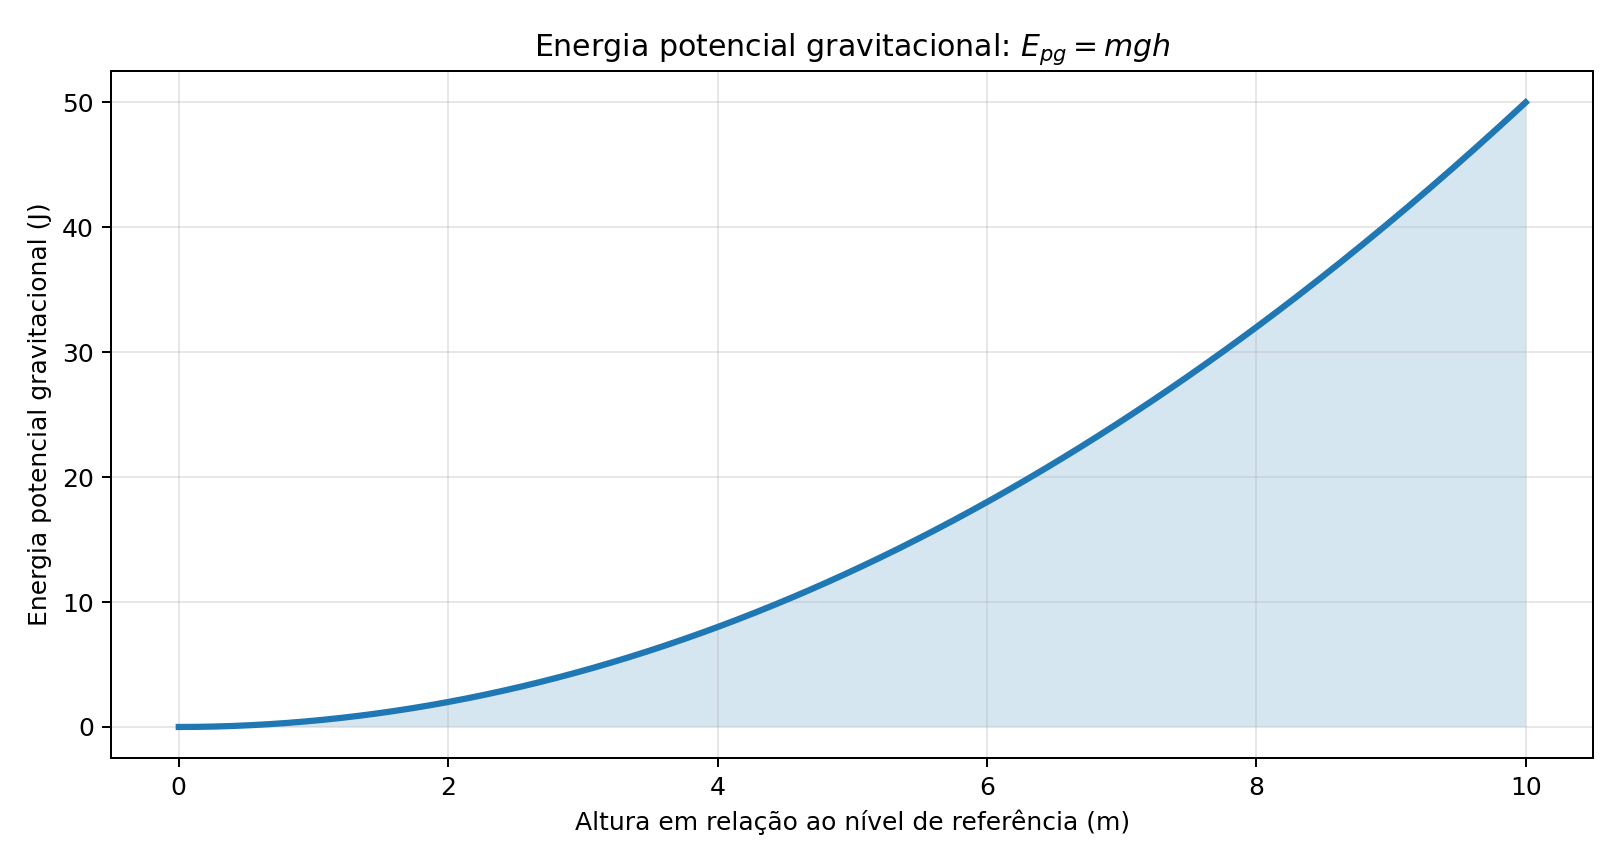 Energia potencial gravitacional: $E_{pg} = mgh$
Energia potencial gravitacional (J)
50
40
30
20
10
0
0 2 4 6 8 10
Altura em relação ao nível de referência (m)